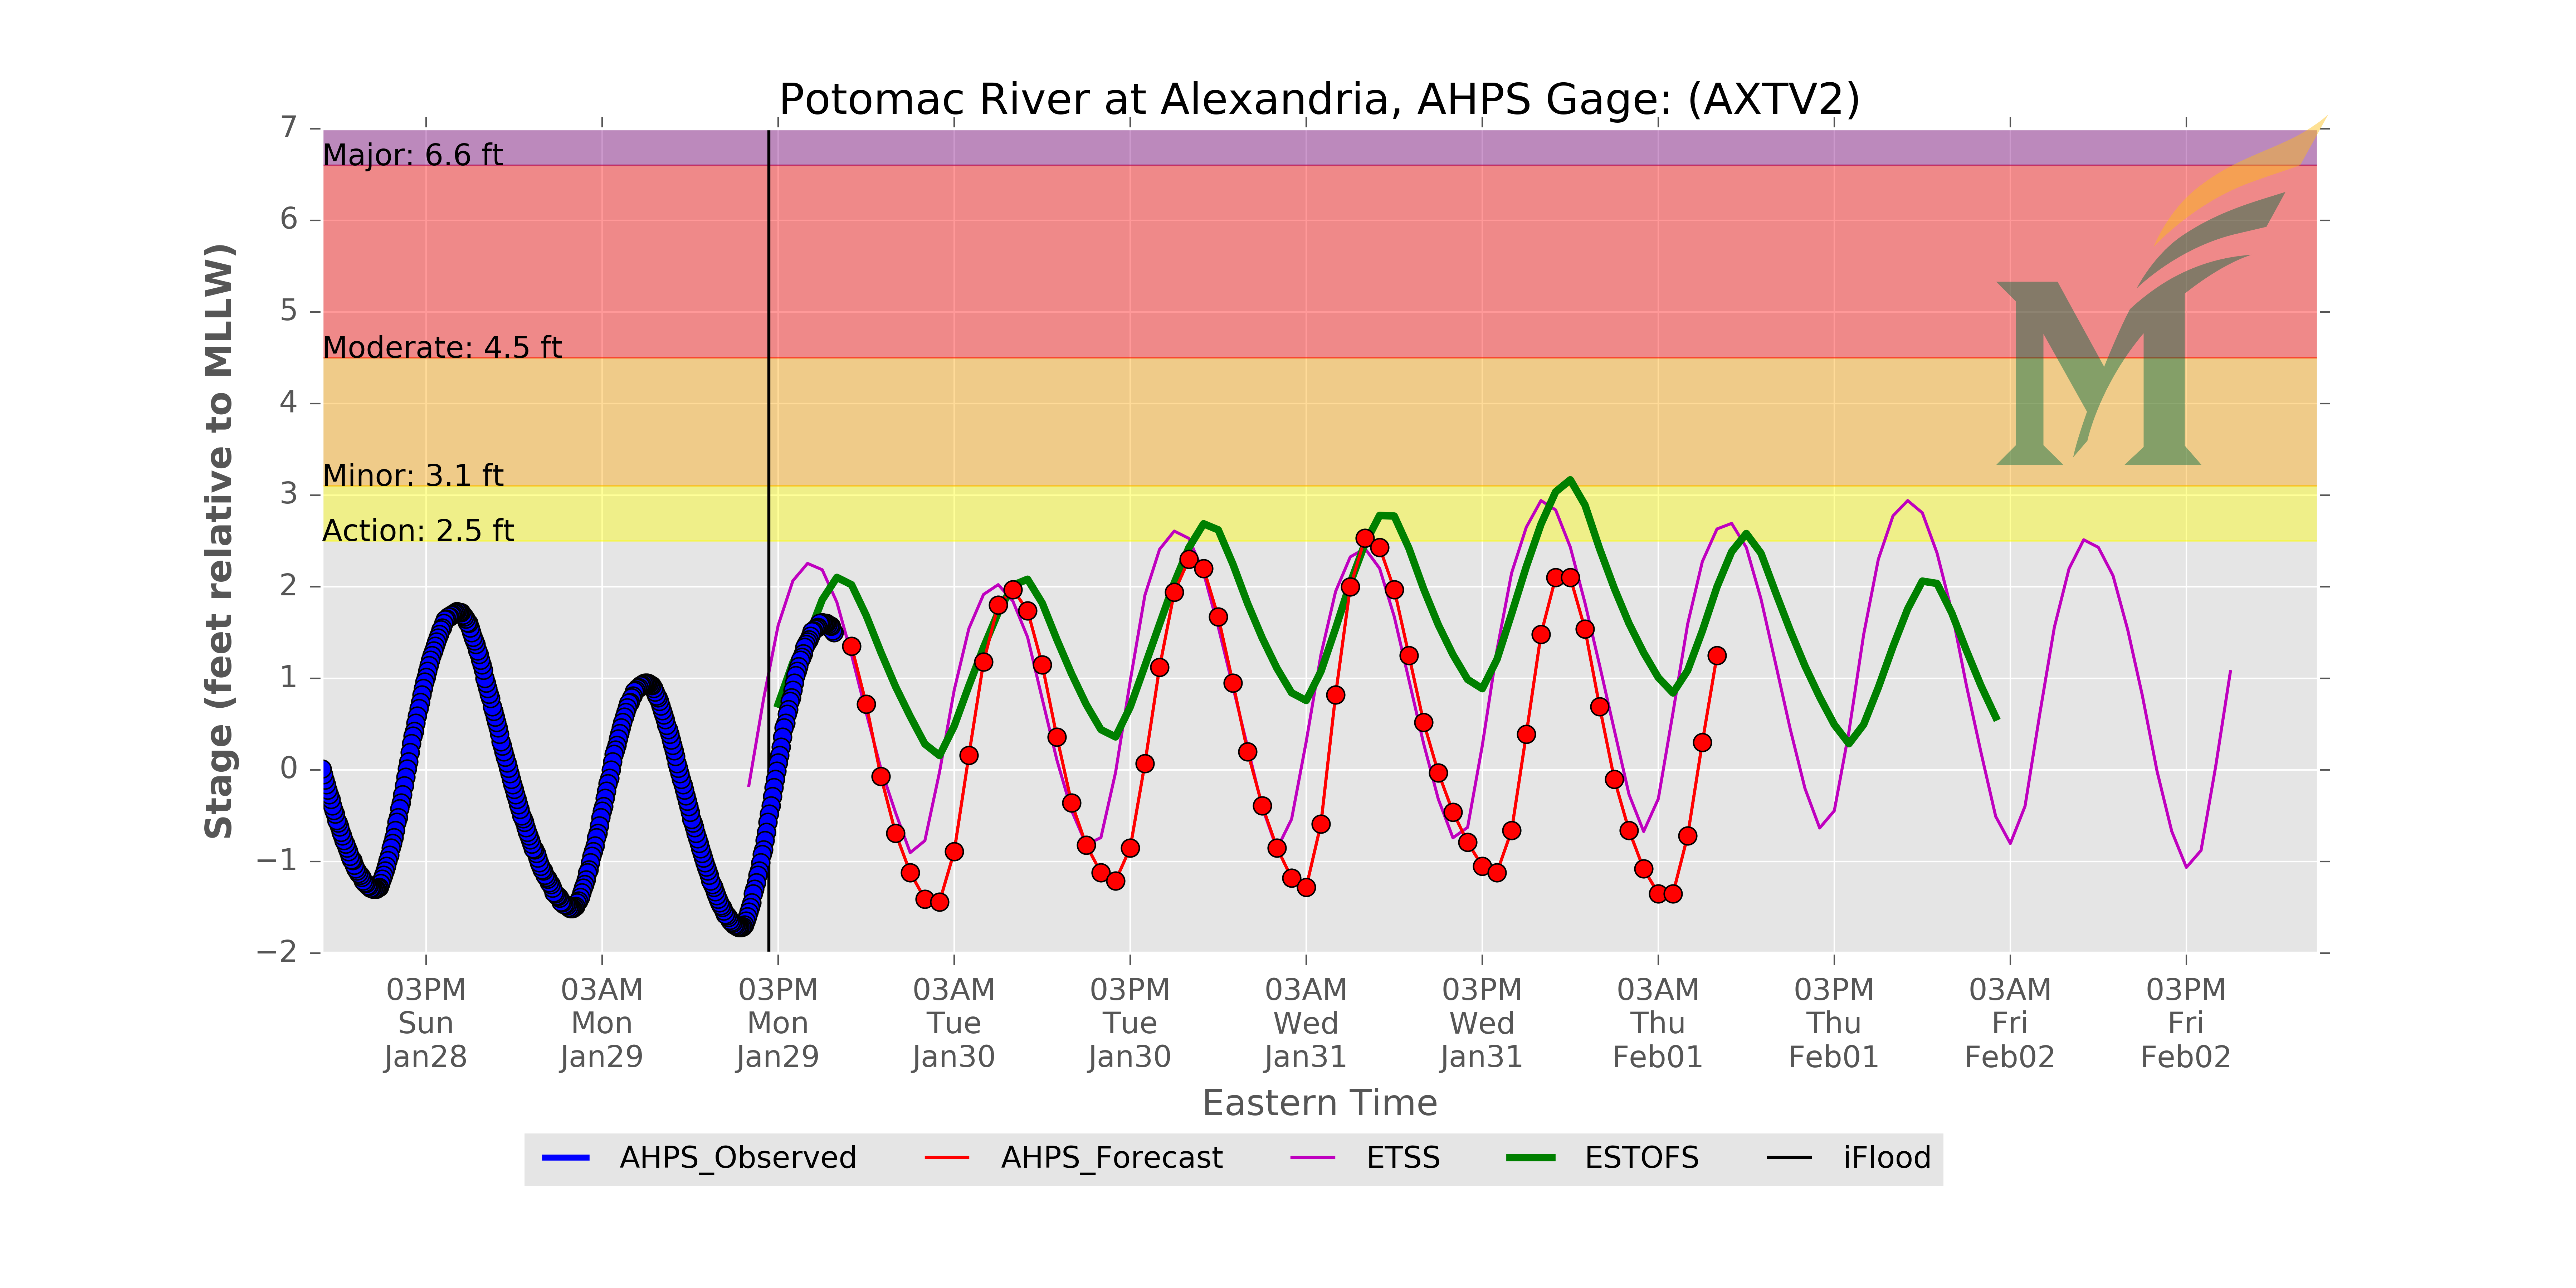 Potomac River at Alexandria, AHPS Gage: (AXTV2)
Stage (feet relative to MLLW)
7
6
5
4
3
2
1
0
−1
−2
Major: 6.6 ft
Moderate: 4.5 ft
Minor: 3.1 ft
Action: 2.5 ft
M
03PM Sun Jan28
03AM Mon Jan29
03PM Mon Jan29
03AM Tue Jan30
03PM Tue Jan30
03AM Wed Jan31
03PM Wed Jan31
03AM Thu Feb01
03PM Thu Feb01
03AM Fri Feb02
03PM Fri Feb02
Eastern Time
AHPS_Observed AHPS_Forecast ETSS ESTOFS iFlood